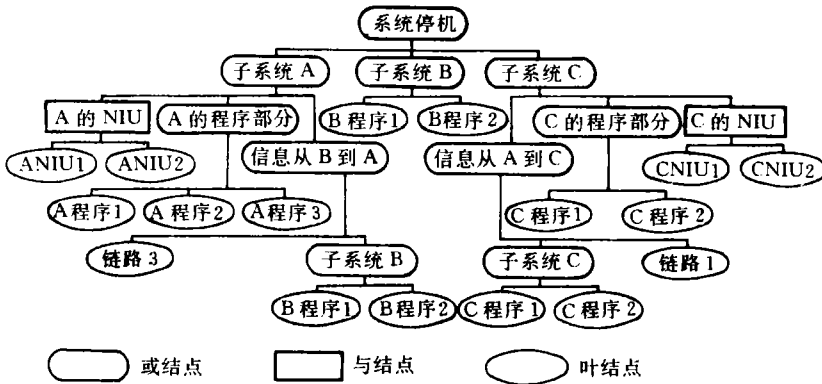 系统停机
子系统 A
子系统 B
子系统 C
A 的 NIU
A 的程序部分
B 程序1
B程序2
C 的程序部分
C 的 NIU
ANIU1
ANIU2
信息从 B 到 A
信息从 A 到 C
CNIU1
CNIU2
A 程序1
A 程序2
A程序3
C 程序1
C 程序 2
链路 3
子系统 B
子系统C
链路 1
B程序1
B程序2
C程序1
C 程序 2
或结点
与结点
叶结点